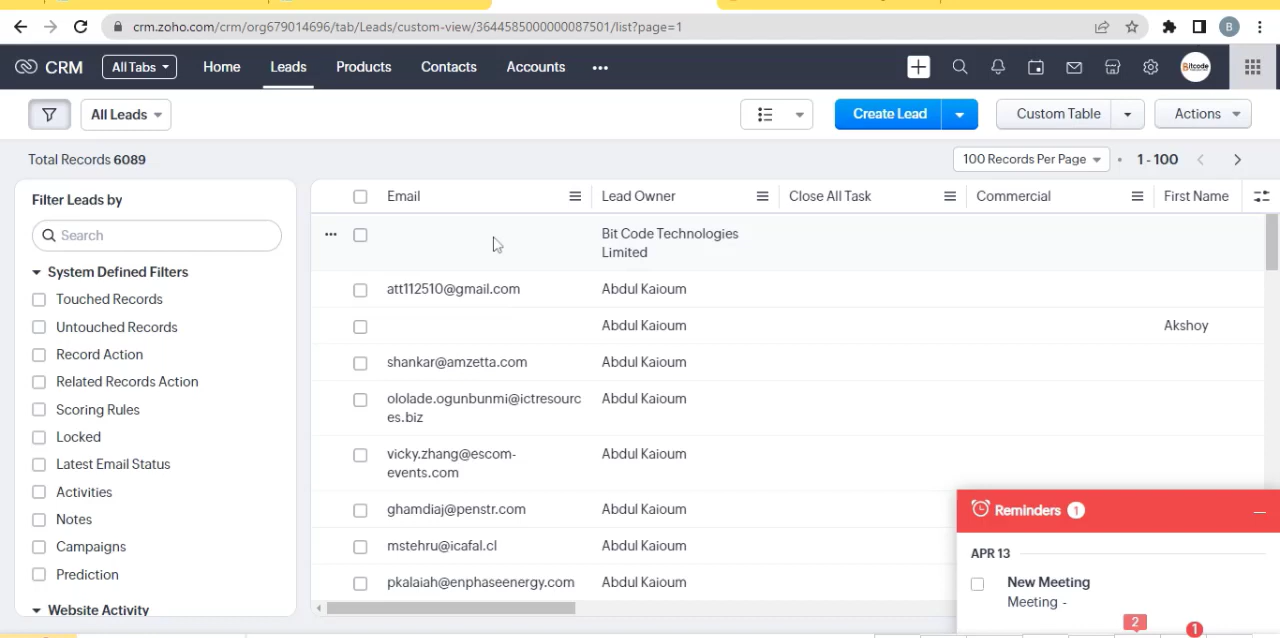 crm.zoho.com/crm/org679014696/tab/Leads/custom-view/3644585000000087501/list?page=1
B
CRM
All Tabs
Home
Leads
Products
Contacts
Accounts
Bitcode
All Leads
Create Lead
Custom Table
Actions
Total Records 6089
100 Records Per Page
1 - 100
Filter Leads by
Search
System Defined Filters
Touched Records
Untouched Records
Record Action
Related Records Action
Scoring Rules
Locked
Latest Email Status
Activities
Notes
Campaigns
Prediction
Website Activity
Email
Lead Owner
Close All Task
Commercial
First Name
Bit Code Technologies
Limited
att112510@gmail.com
Abdul Kaioum
Abdul Kaioum
Akshoy
shankar@amzetta.com
Abdul Kaioum
ololade.ogunbunmi@ictresourc
es.biz
Abdul Kaioum
vicky.zhang@escom-
events.com
Abdul Kaioum
ghamdiaj@penstr.com
Abdul Kaioum
mstehru@icafal.cl
Abdul Kaioum
pkalaiah@enphaseenergy.com
Abdul Kaioum
Reminders 1
APR 13
New Meeting
Meeting -
2
1